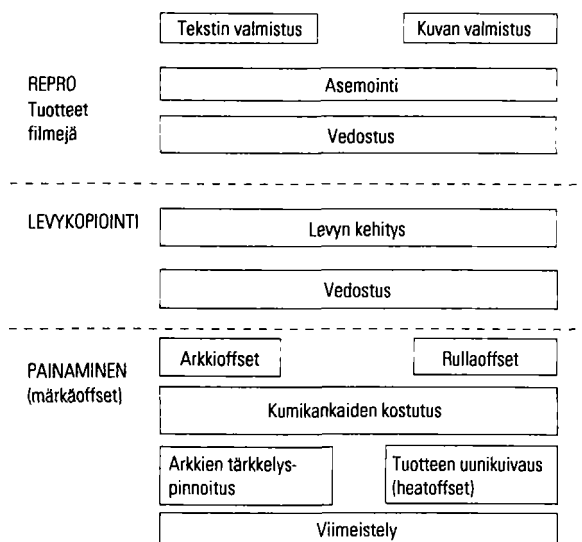 Tekstin valmistus
Kuvan valmistus
REPRO
Tuotteet
filmejä
Asemointi
Vedostus
LEVYKOPIOINTI
Levyn kehitys
Vedostus
PAINAMINEN
(märkäoffset)
Arkkioffset
Rullaoffset
Kumikankaiden kostutus
Arkkien tärkkelys-
pinnoitus
Tuotteen uunikuivaus
(heatoffset)
Viimeistely